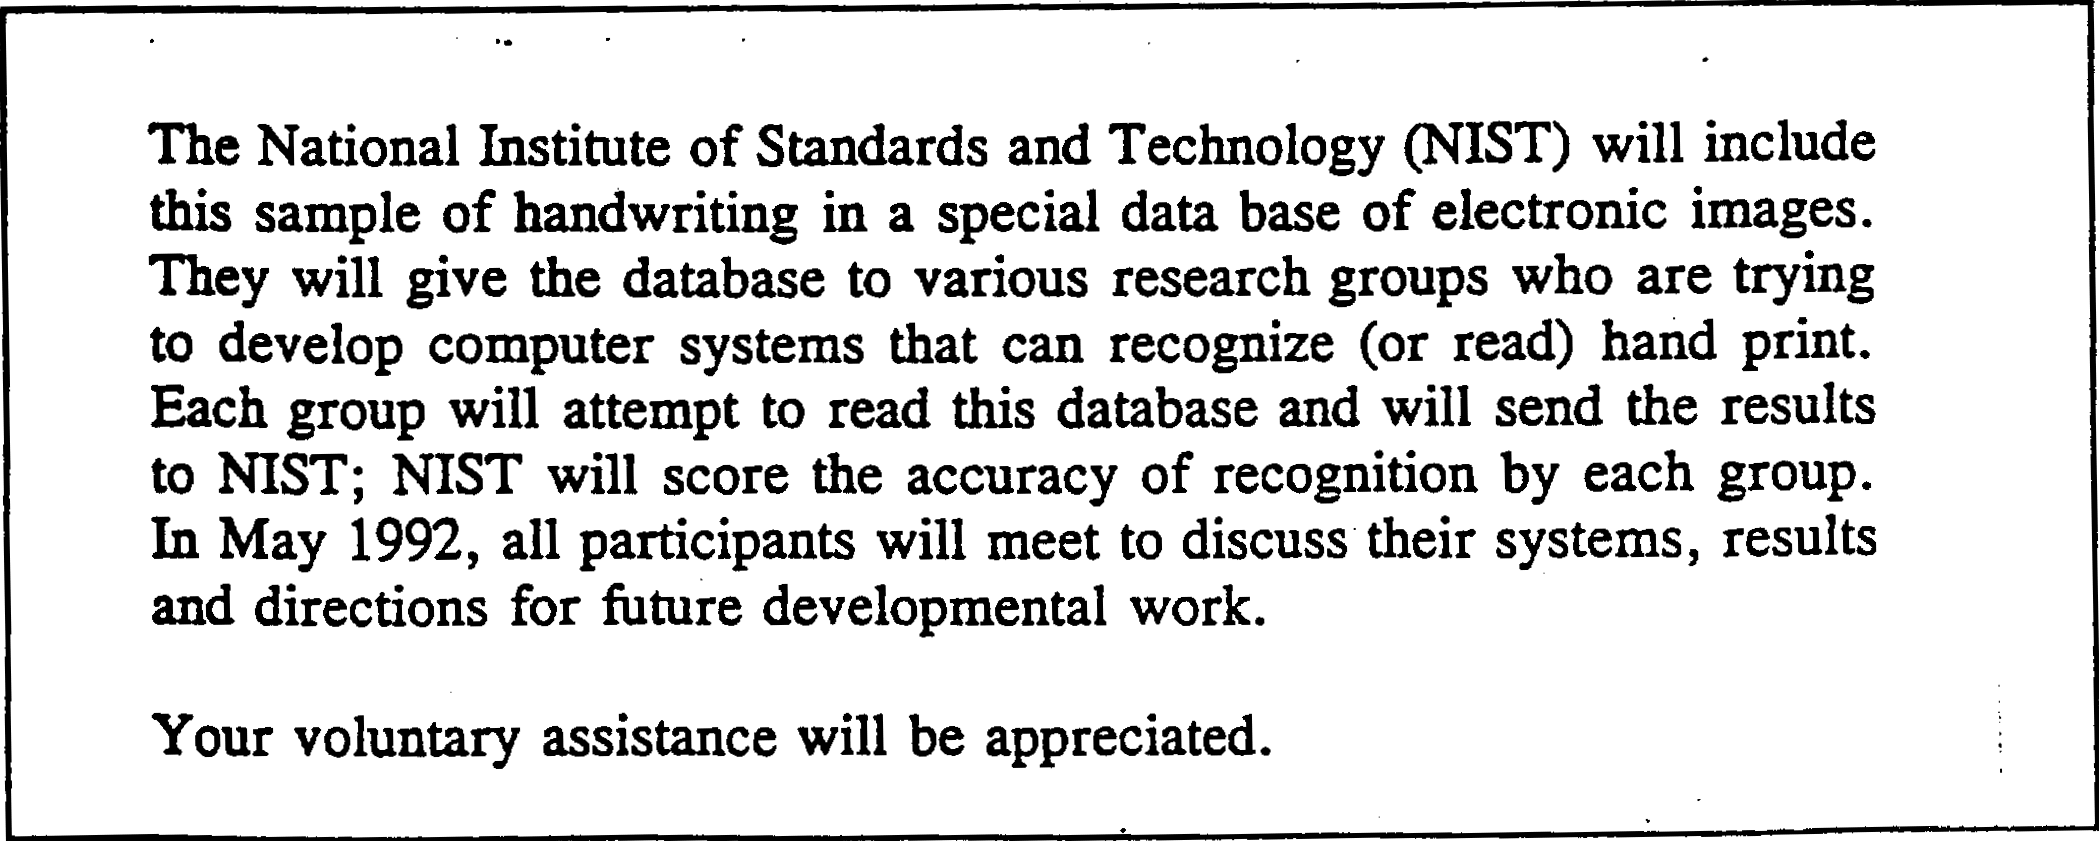 The National Institute of Standards and Technology (NIST) will include
this sample of handwriting in a special data base of electronic images.
They will give the database to various research groups who are trying
to develop computer systems that can recognize (or read) hand print.
Each group will attempt to read this database and will send the results
to NIST; NIST will score the accuracy of recognition by each group.
In May 1992, all participants will meet to discuss their systems, results
and directions for future developmental work.
Your voluntary assistance will be appreciated.